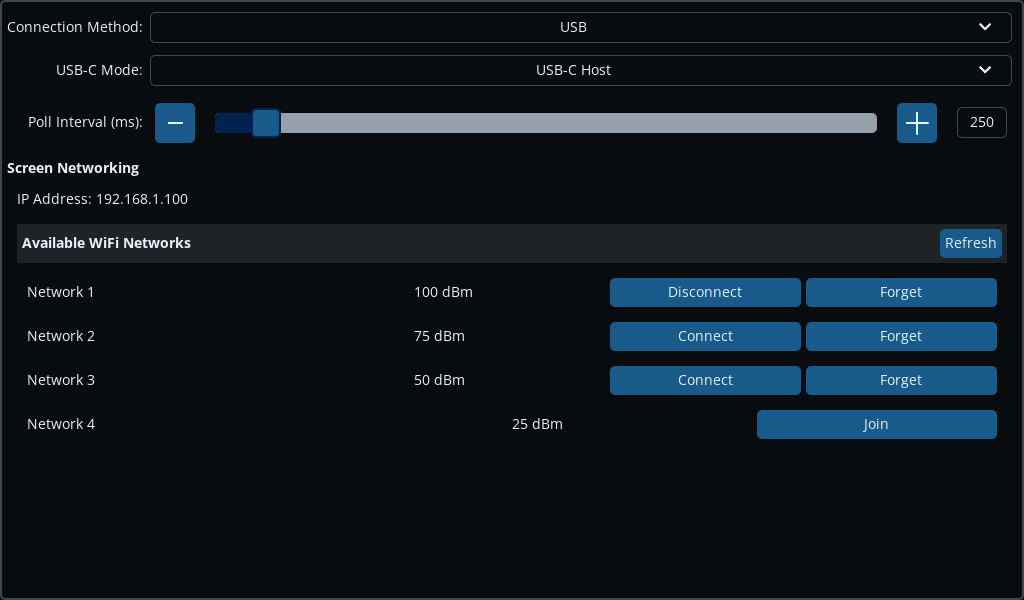 Connection Method: USB
USB-C Mode: USB-C Host
Poll Interval (ms): 250
Screen Networking
IP Address: 192.168.1.100
Available WiFi Networks Refresh
Network 1 100 dBm Disconnect Forget
Network 2 75 dBm Connect Forget
Network 3 50 dBm Connect Forget
Network 4 25 dBm Join